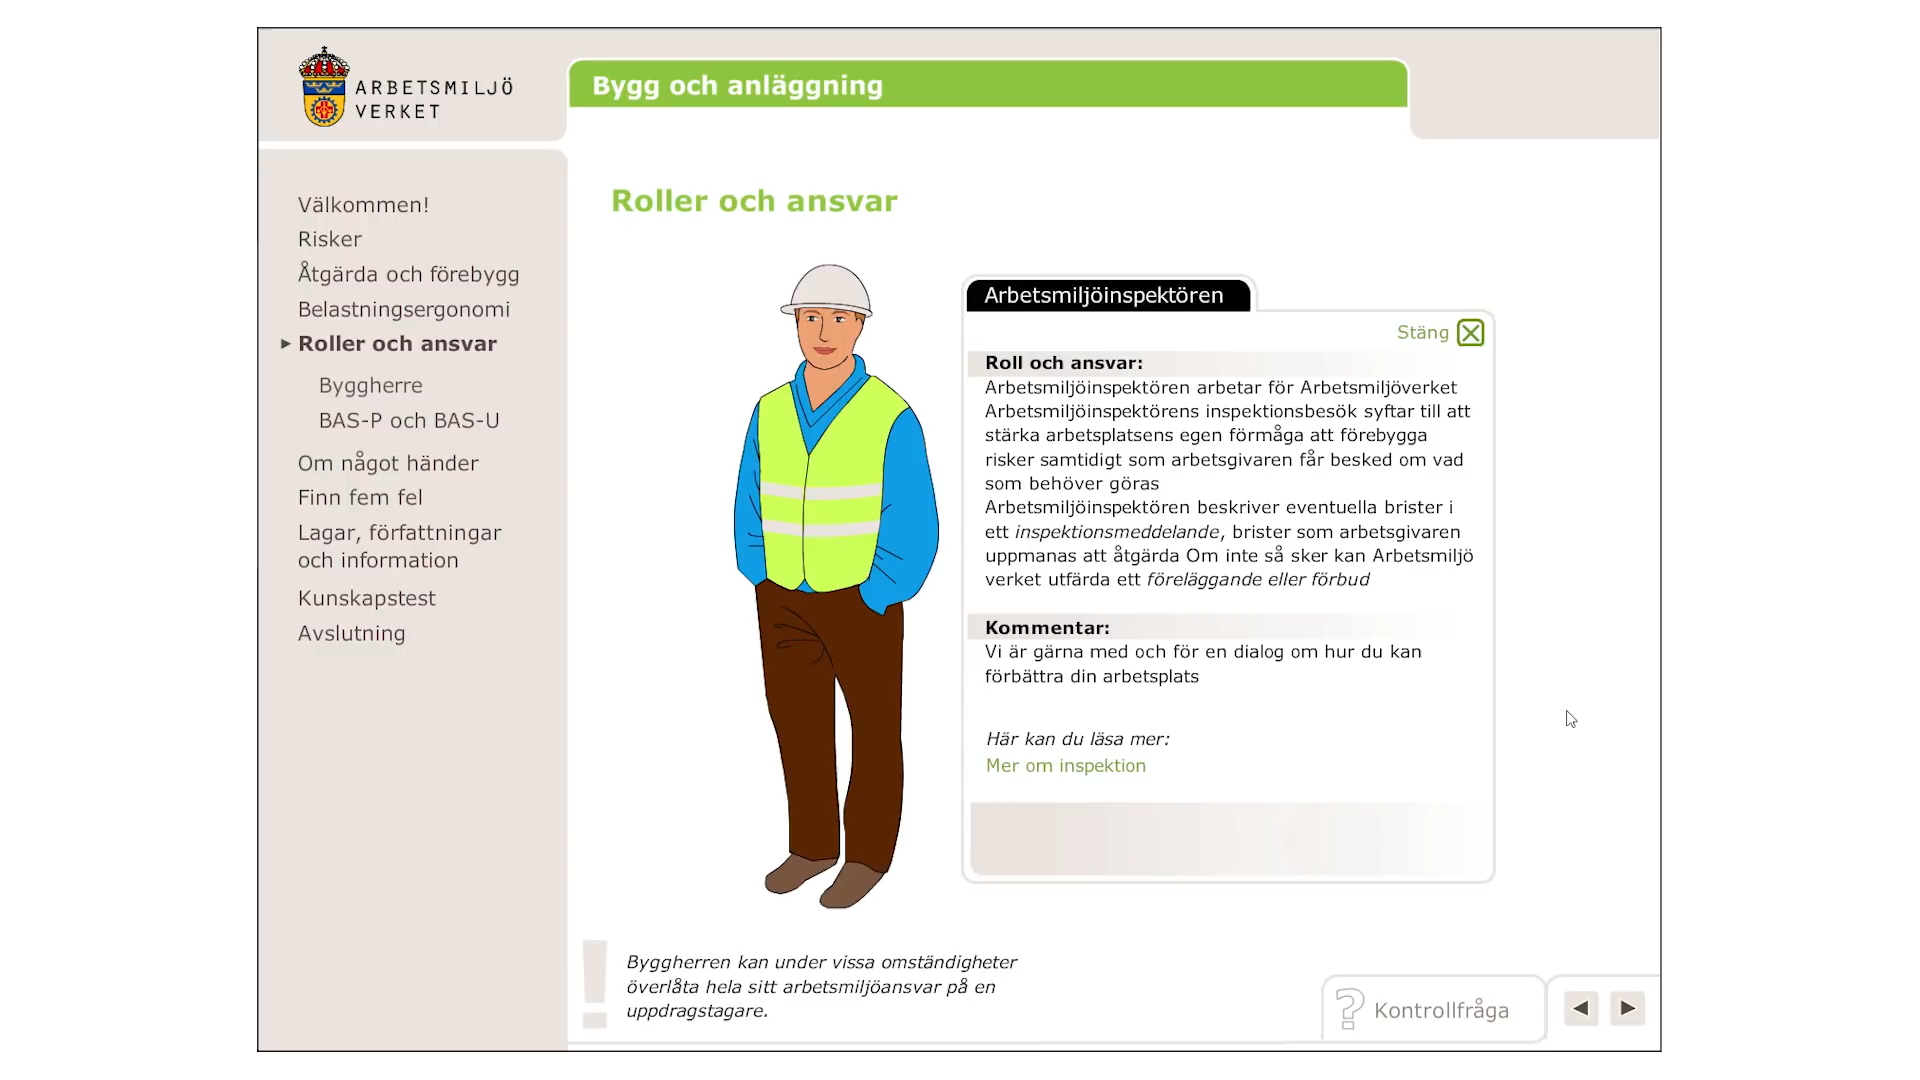 ARBETSMILJÖ
VERKET
Bygg och anläggning
Välkommen!
Risker
Åtgärda och förebygg
Belastningsergonomi
Roller och ansvar
Byggherre
BAS-P och BAS-U
Om något händer
Finn fem fel
Lagar, författningar
och information
Kunskapstest
Avslutning
Roller och ansvar
Arbetsmiljöinspektören
Stäng
Roll och ansvar:
Arbetsmiljöinspektören arbetar för Arbetsmiljöverket
Arbetsmiljöinspektörens inspektionsbesök syftar till att
stärka arbetsplatsens egen förmåga att förebygga
risker samtidigt som arbetsgivaren får besked om vad
som behöver göras
Arbetsmiljöinspektören beskriver eventuella brister i
ett inspektionsmeddelande, brister som arbetsgivaren
uppmanas att åtgärda Om inte så sker kan Arbetsmiljö
verket utfärda ett föreläggande eller förbud
Kommentar:
Vi är gärna med och för en dialog om hur du kan
förbättra din arbetsplats
Här kan du läsa mer:
Mer om inspektion
! Byggherren kan under vissa omständigheter
överlåta hela sitt arbetsmiljöansvar på en
uppdragstagare.
? Kontrollfråga